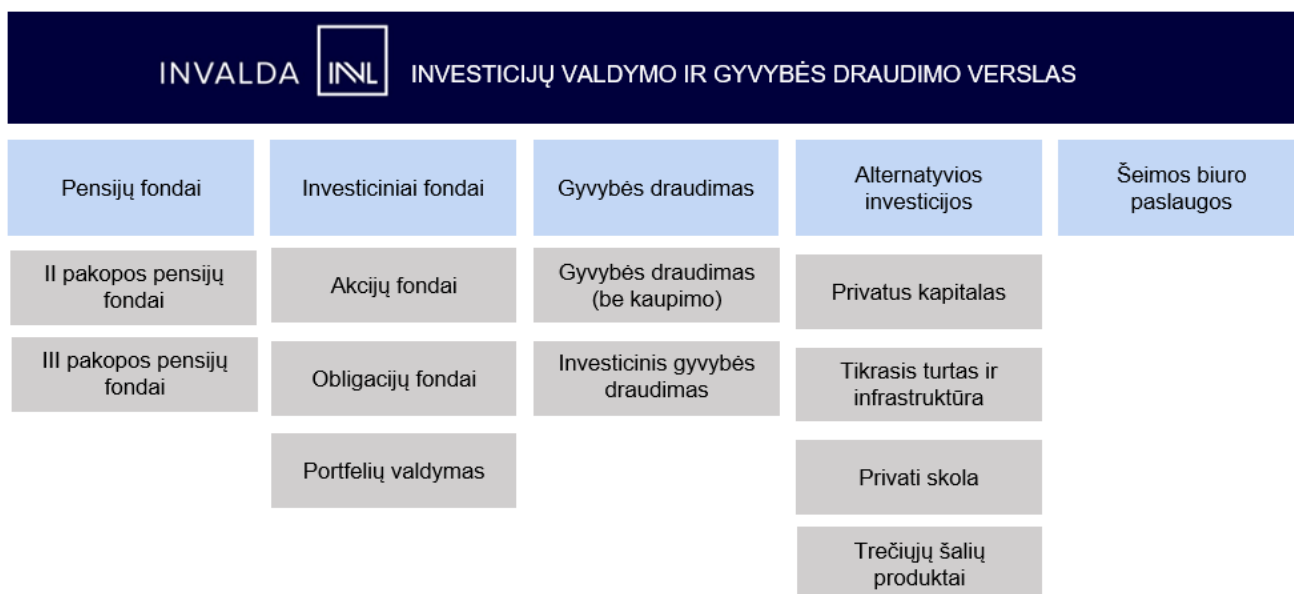 INVALDA INVL INVESTICIJŲ VALDYMO IR GYVYBĖS DRAUDIMO VERSLAS
Pensijų fondai
II pakopos pensijų
fondai
III pakopos pensijų
fondai
Investiciniai fondai
Akcijų fondai
Obligacijų fondai
Portfelių valdymas
Gyvybės draudimas
Gyvybės draudimas
(be kaupimo)
Investicinis gyvybės
draudimas
Alternatyvios
investicijos
Privatus kapitalas
Tikrasis turtas ir
infrastruktūra
Privati skola
Trečiųjų šalių
produktai
Šeimos biuro
paslaugos